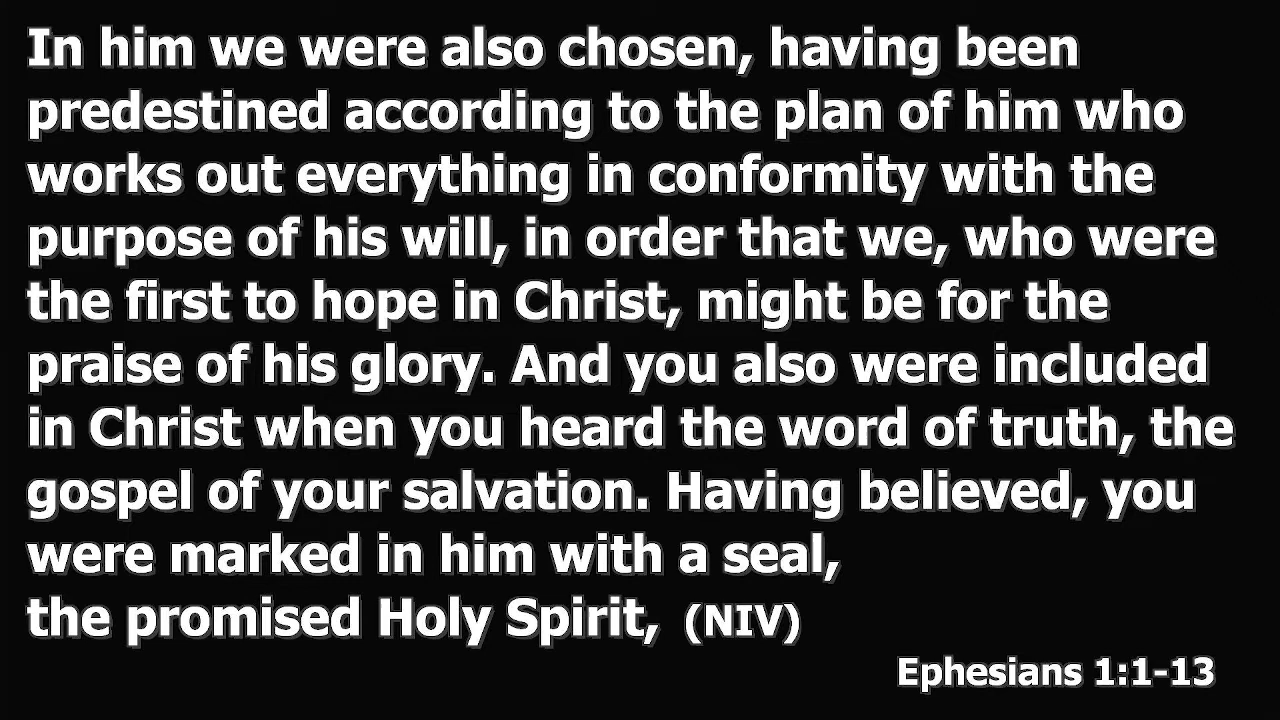 In him we were also chosen, having been
predestined according to the plan of him who
works out everything in conformity with the
purpose of his will, in order that we, who were
the first to hope in Christ, might be for the
praise of his glory. And you also were included
in Christ when you heard the word of truth, the
gospel of your salvation. Having believed, you
were marked in him with a seal,
the promised Holy Spirit, (NIV)
Ephesians 1:1-13